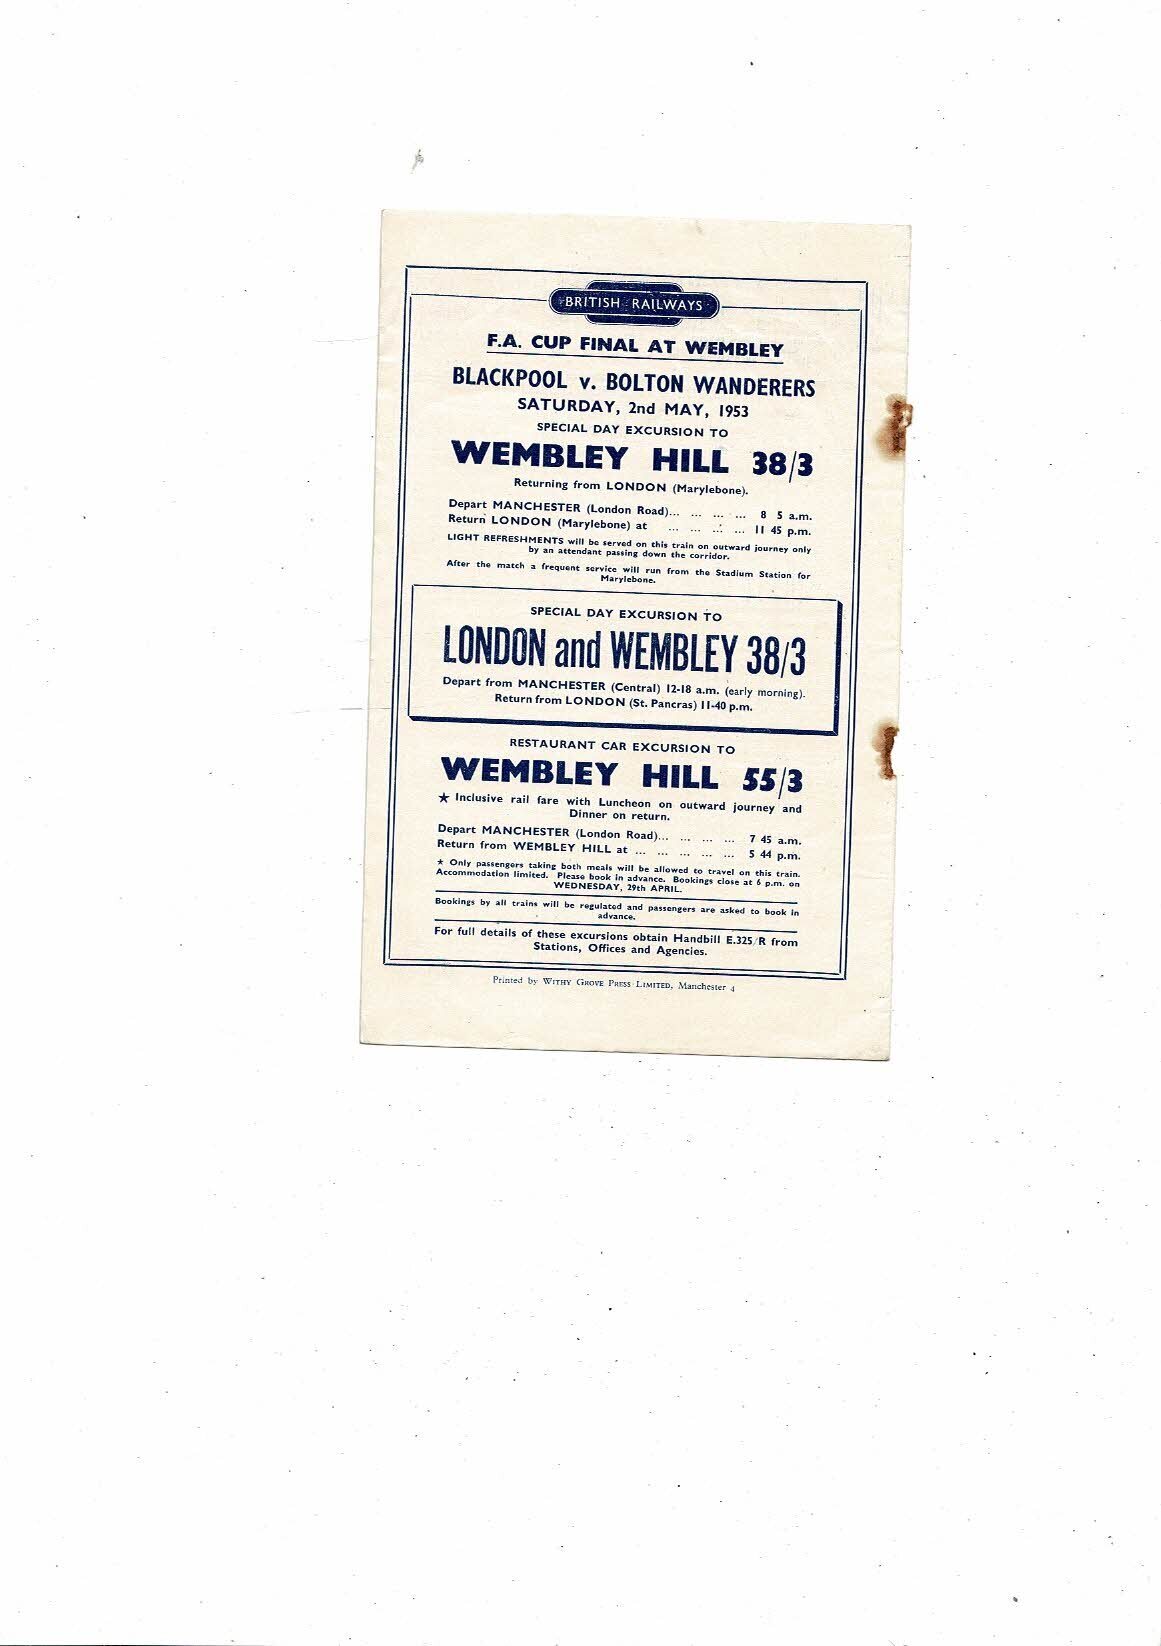 BRITISH RAILWAYS
F.A. CUP FINAL AT WEMBLEY
BLACKPOOL v. BOLTON WANDERERS
SATURDAY, 2nd MAY, 1953
SPECIAL DAY EXCURSION TO
WEMBLEY HILL 38/3
Returning from LONDON (Marylebone).
Depart MANCHESTER (London Road)... ... ... ... 8 5 a.m.
Return LONDON (Marylebone) at ... ... ... ... 11 45 p.m.
LIGHT REFRESHMENTS will be served on this train on outward journey only
by an attendant passing down the corridor.
After the match a frequent service will run from the Stadium Station for
Marylebone.
SPECIAL DAY EXCURSION TO
LONDON and WEMBLEY 38/3
Depart from MANCHESTER (Central) 12-18 a.m. (early morning).
Return from LONDON (St. Pancras) 11-40 p.m.
RESTAURANT CAR EXCURSION TO
WEMBLEY HILL 55/3
★ Inclusive rail fare with Luncheon on outward journey and
Dinner on return.
Depart MANCHESTER (London Road)... ... ... ... 7 45 a.m.
Return from WEMBLEY HILL at ... ... ... ... ... 5 44 p.m.
★ Only passengers taking both meals will be allowed to travel on this train.
Accommodation limited. Please book in advance. Bookings close at 6 p.m. on
WEDNESDAY, 29th APRIL.
Bookings by all trains will be regulated and passengers are asked to book in
advance.
For full details of these excursions obtain Handbill E.325/R from
Stations, Offices and Agencies.
Printed by WITHY GROVE PRESS LIMITED, Manchester 4